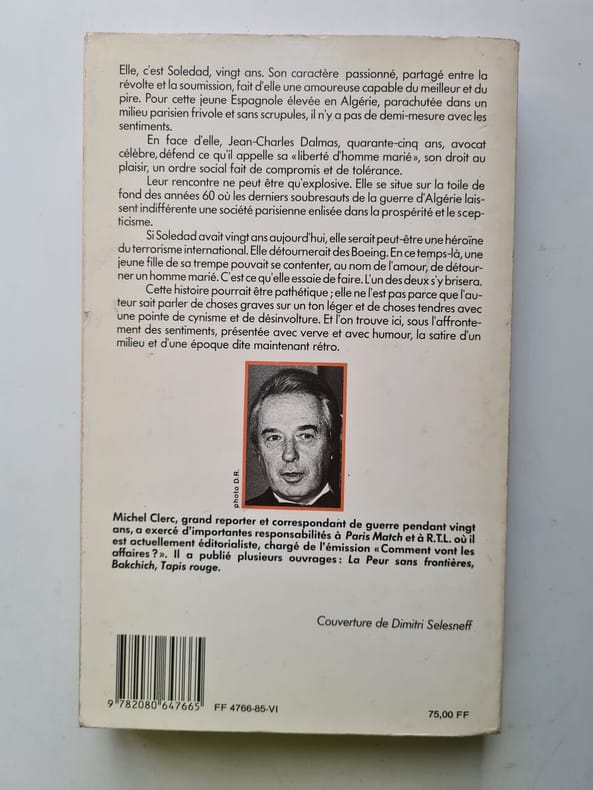 Elle, c'est Soledad, vingt ans. Son caractère passionné, partagé entre la
révolte et la soumission, fait d'elle une amoureuse capable du meilleur et du
pire. Pour cette jeune Espagnole élevée en Algérie, parachutée dans un
milieu parisien frivole et sans scrupules, il n'y a pas de demi-mesure avec les
sentiments.
En face d'elle, Jean-Charles Dalmas, quarante-cinq ans, avocat
célèbre, défend ce qu'il appelle sa «liberté d'homme marié», son droit au
plaisir, un ordre social fait de compromis et de tolérance.
Leur rencontre ne peut être qu'explosive. Elle se situe sur la toile de
fond des années 60 où les derniers soubresauts de la guerre d'Algérie lais-
sent indifférente une société parisienne enlisée dans la prospérité et le scep-
ticisme.
Si Soledad avait vingt ans aujourd'hui, elle serait peut-être une héroïne
du terrorisme international. Elle détournerait des Boeing. En ce temps-là, une
jeune fille de sa trempe pouvait se contenter, au nom de l'amour, de détour-
ner un homme marié. C'est ce qu'elle essaie de faire. L'un des deux s'y brisera.
Cette histoire pourrait être pathétique ; elle ne l'est pas parce que l'au-
teur sait parler de choses graves sur un ton léger et de choses tendres avec
une pointe de cynisme et de désinvolture. Et l'on trouve ici, sous l'affronte-
ment des sentiments, présentée avec verve et avec humour, la satire d'un
milieu et d'une époque dite maintenant rétro.
photo D.R.
Michel Clerc, grand reporter et correspondant de guerre pendant vingt
ans, a exercé d'importantes responsabilités à Paris Match et à R.T.L. où il
est actuellement éditorialiste, chargé de l'émission «Comment vont les
affaires ?». Il a publié plusieurs ouvrages : La Peur sans frontières,
Bakchich, Tapis rouge.
Couverture de Dimitri Selesneff
9 782080 647665
FF 4766-85-VI
75,00 FF